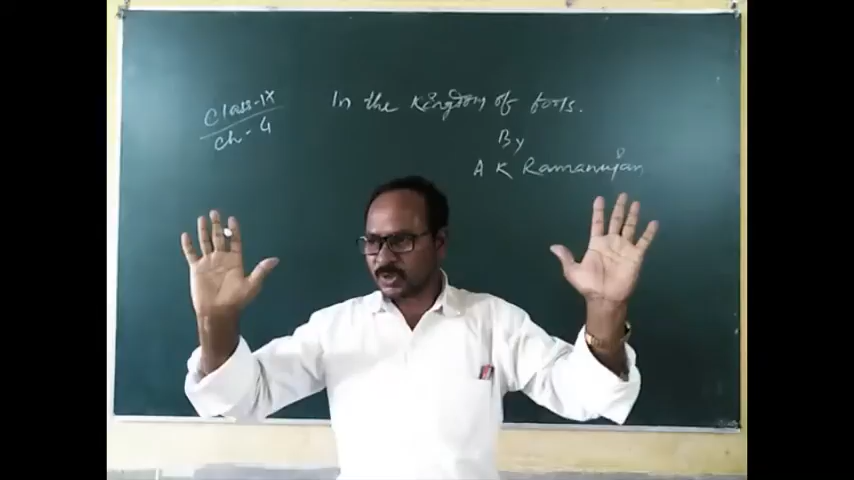 Class-IX
Ch-4
In the Kingdom of fools.
By
A K Ramanujan